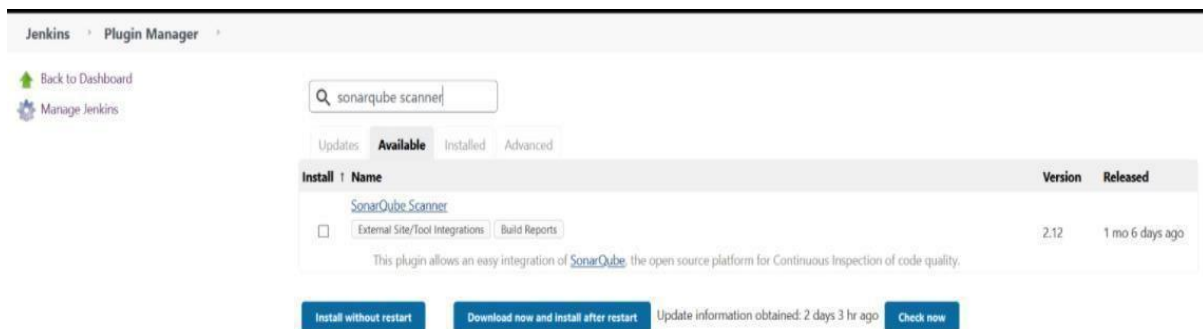 Jenkins Plugin Manager
Back to Dashboard
Manage Jenkins
sonarqube scanner
Updates Available Installed Advanced
Install ↑ Name Version Released
SonarQube Scanner
External Site/Tool Integrations Build Reports
2.12 1 mo 6 days ago
This plugin allows an easy integration of SonarQube, the open source platform for Continuous Inspection of code quality.
Install without restart Download now and install after restart Update information obtained: 2 days 3 hr ago Check now